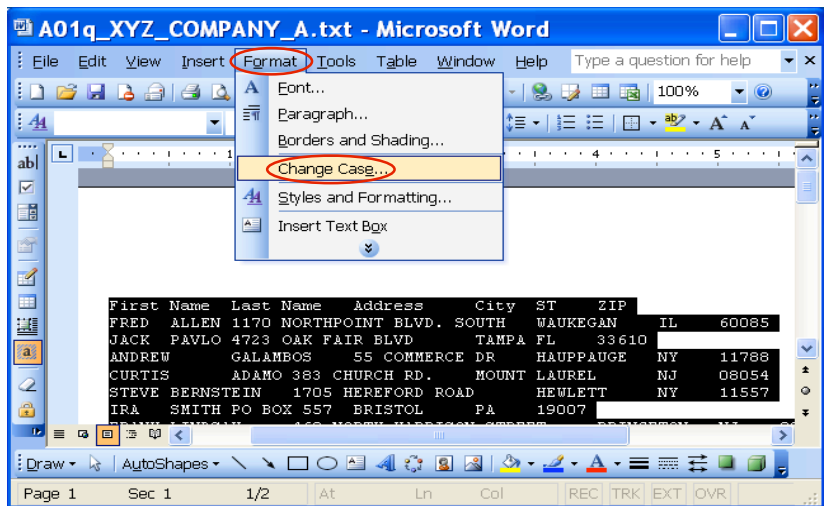 A01q_XYZ_COMPANY_A.txt - Microsoft Word
File Edit View Insert Format Tools Table Window Help Type a question for help
100%
Font...
Paragraph...
Borders and Shading...
Change Case...
Styles and Formatting...
Insert Text Box
First Name Last Name Address City ST ZIP
FRED ALLEN 1170 NORTHPOINT BLVD. SOUTH WAUKEGAN IL 60085
JACK PAVLO 4723 OAK FAIR BLVD TAMPA FL 33610
ANDREW GALAMBOS 55 COMMERCE DR HAUPPAUGE NY 11788
CURTIS ADAMO 383 CHURCH RD. MOUNT LAUREL NJ 08054
STEVE BERNSTEIN 1705 HEREFORD ROAD HEWLETT NY 11557
IRA SMITH PO BOX 557 BRISTOL PA 19007
Draw AutoShapes
Page 1 Sec 1 1/2 At Ln Col REC TRK EXT OVR